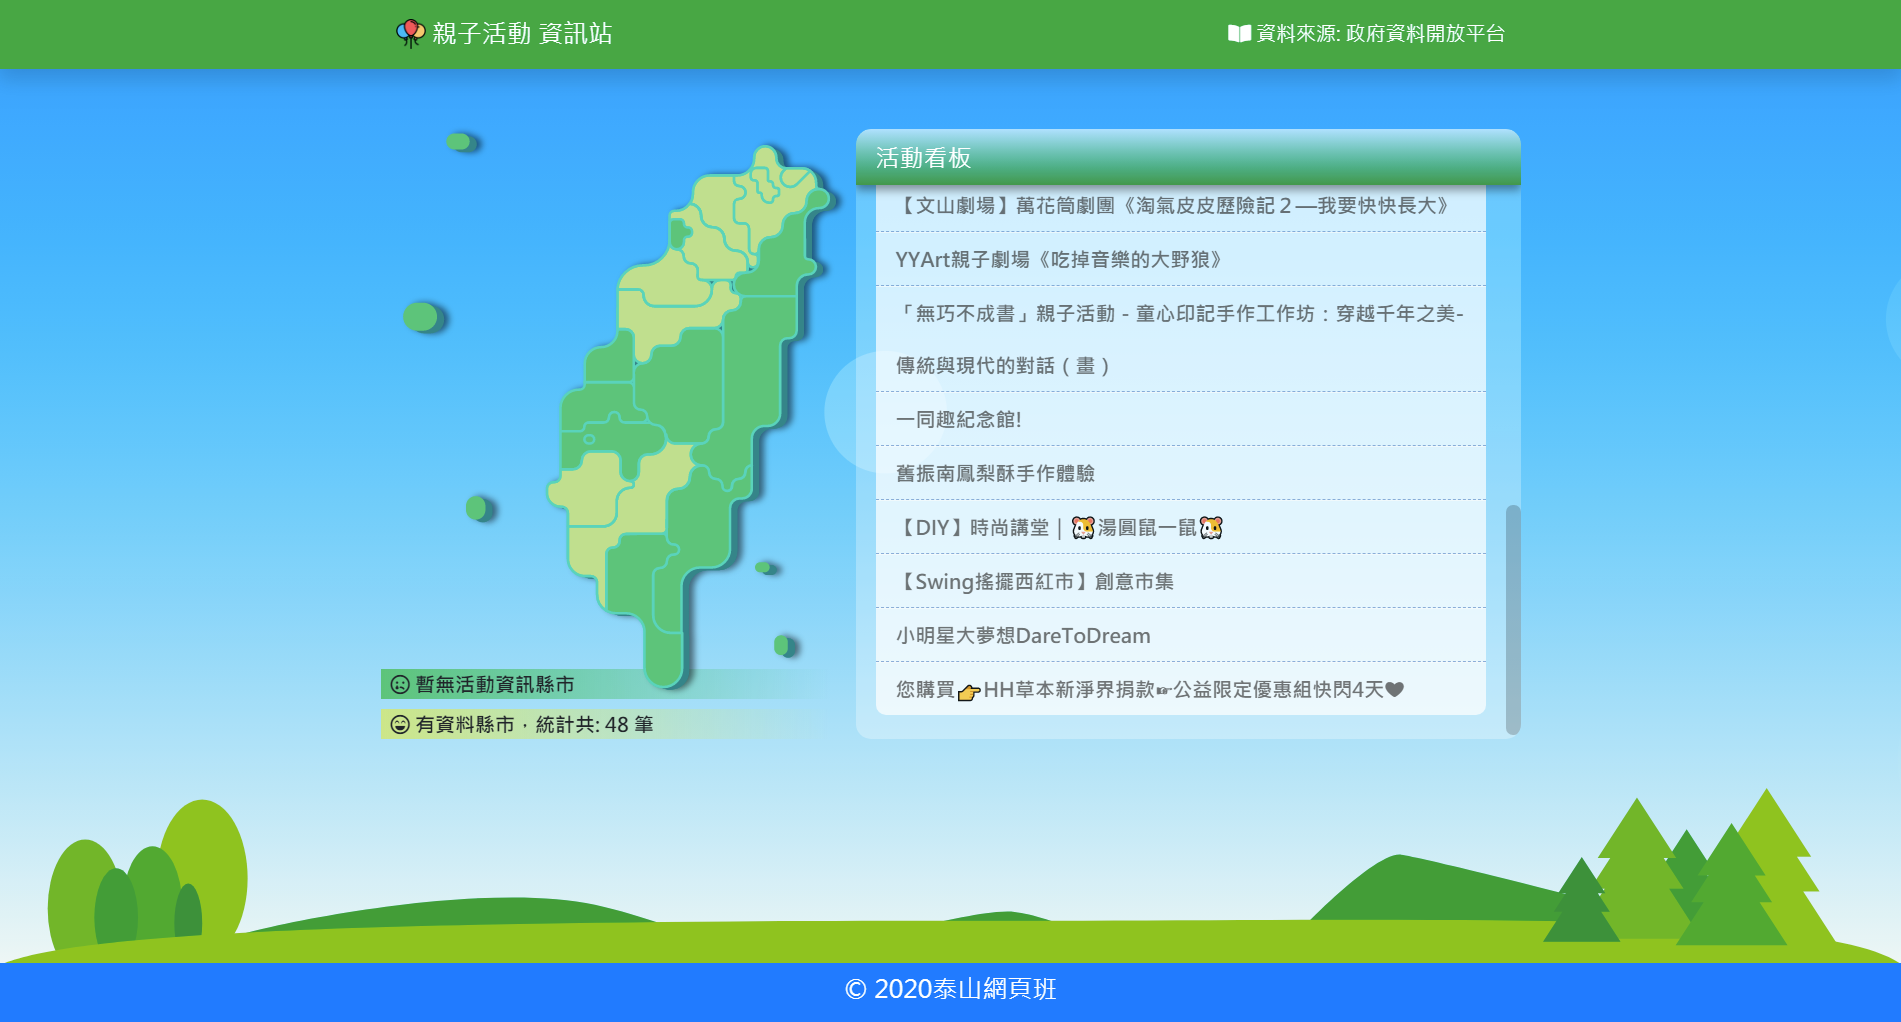 親子活動 資訊站
資料來源: 政府資料開放平台
活動看板
【文山劇場】萬花筒劇團《淘氣皮皮歷險記２—我要快快長大》
YYArt親子劇場《吃掉音樂的大野狼》
「無巧不成書」親子活動－童心印記手作工作坊：穿越千年之美-
傳統與現代的對話（畫）
一同趣紀念館!
舊振南鳳梨酥手作體驗
【DIY】時尚講堂｜🐹湯圓鼠一鼠🐹
【Swing搖擺西紅市】創意市集
小明星大夢想DareToDream
您購買👉HH草本新淨界捐款☛公益限定優惠組快閃4天♥
暫無活動資訊縣市
有資料縣市．統計共: 48 筆
© 2020泰山網頁班